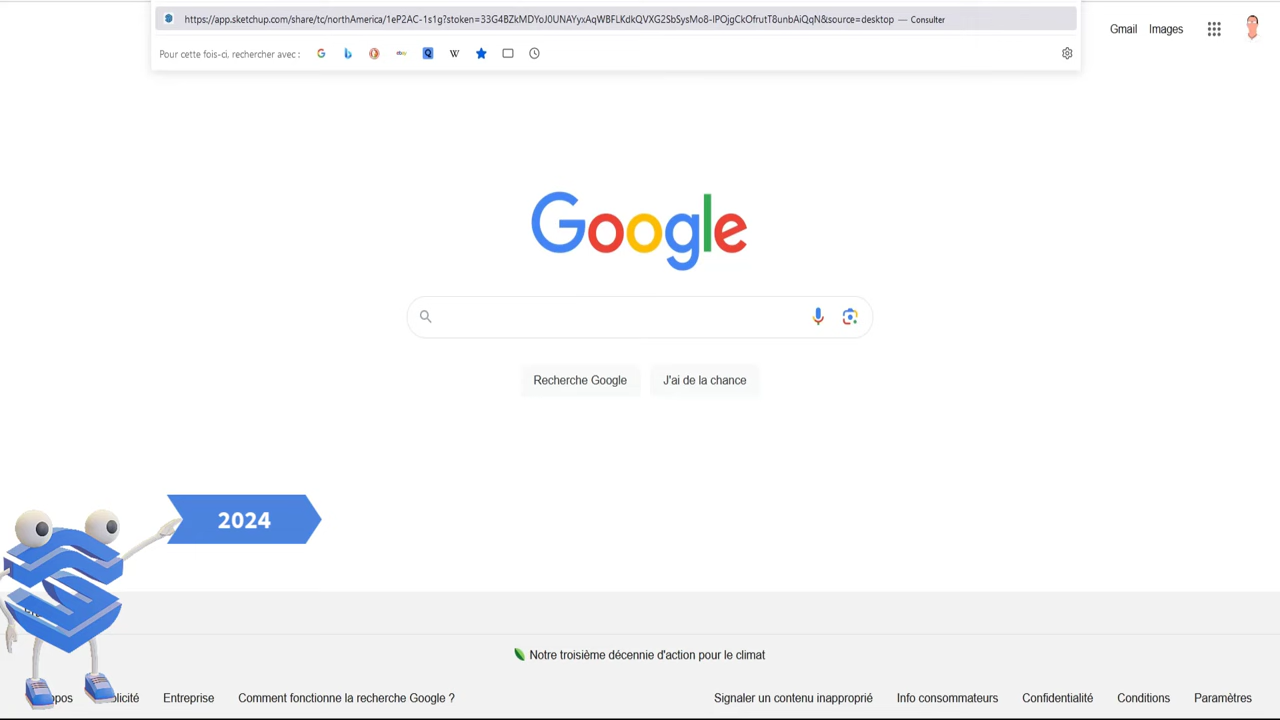 https://app.sketchup.com/share/tc/northAmerica/1eP2AC-1s1g?stoken=33G4BZkMDYoJ0UNAYyxAqWBFLKdkQVXG2SbSysMo8-IPOjgCkOfrutT8unbAiQqN&source=desktop — Consulter
Gmail Images
Pour cette fois-ci, rechercher avec :
Google
Recherche Google J'ai de la chance
2024
Notre troisième décennie d'action pour le climat
Entreprise Comment fonctionne la recherche Google ? Signaler un contenu inapproprié Info consommateurs Confidentialité Conditions Paramètres